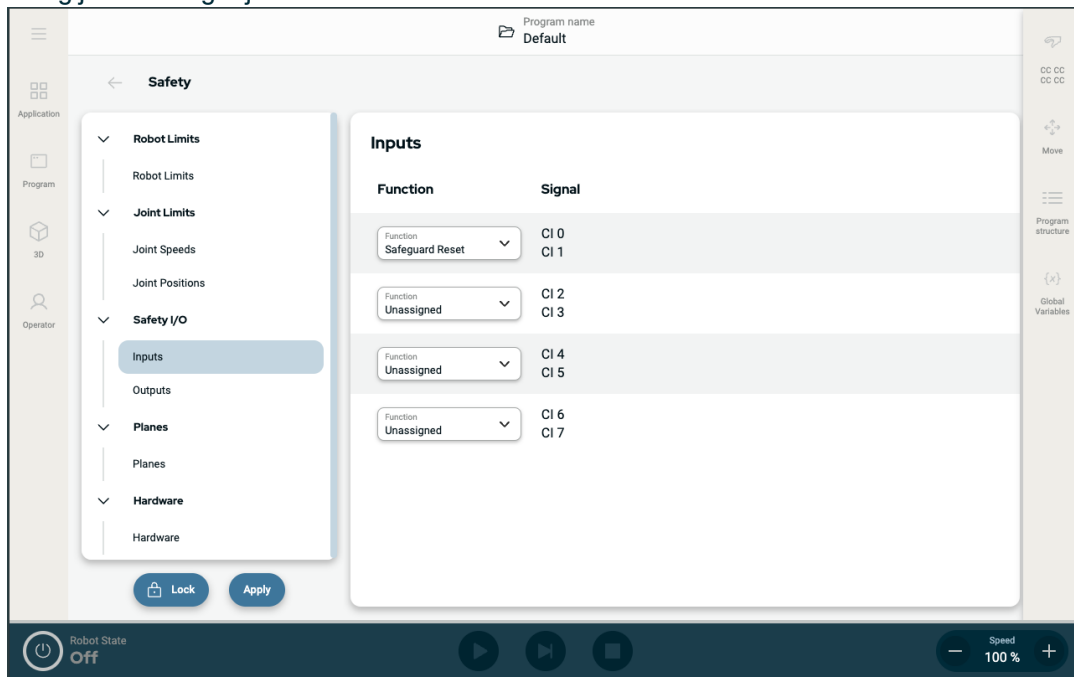 Program name
Default
Safety
Application
Program
3D
Operator
Robot Limits
Robot Limits
Joint Limits
Joint Speeds
Joint Positions
Safety I/O
Inputs
Outputs
Planes
Planes
Hardware
Hardware
Lock
Apply
Inputs
Function
Signal
Function
Safeguard Reset
CI 0
CI 1
Function
Unassigned
CI 2
CI 3
Function
Unassigned
CI 4
CI 5
Function
Unassigned
CI 6
CI 7
CC CC
CC CC
Move
Program
structure
{x}
Global
Variables
Robot State
Off
Speed
100 %